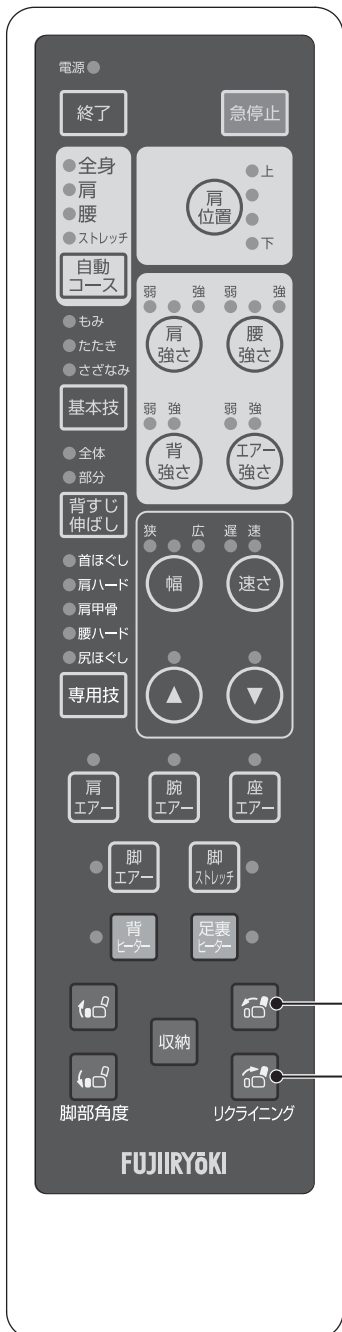 電源
終了
急停止
全身
肩
腰
ストレッチ
自動
コース
上
肩
位置
下
もみ
たたき
さざなみ
基本技
弱 強
肩
強さ
弱 強
腰
強さ
弱 強
背
強さ
弱 強
エアー
強さ
全体
部分
背すじ
伸ばし
首ほぐし
肩ハード
肩甲骨
腰ハード
尻ほぐし
専用技
狭 広
幅
遅 速
速さ
▲
▼
肩
エアー
腕
エアー
座
エアー
脚
エアー
脚
ストレッチ
背
ヒーター
足裏
ヒーター
収納
脚部角度
リクライニング
FUJIIRYōKI